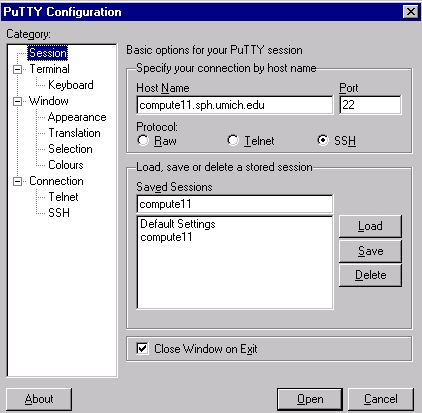 PuTTY Configuration
Category:
Session
Terminal
Keyboard
Window
Appearance
Translation
Selection
Colours
Connection
Telnet
SSH
Basic options for your PuTTY session
Specify your connection by host name
Host Name Port
compute11.sph.umich.edu 22
Protocol:
Raw Telnet SSH
Load, save or delete a stored session
Saved Sessions
compute11
Default Settings
compute11
Load
Save
Delete
Close Window on Exit
About Open Cancel